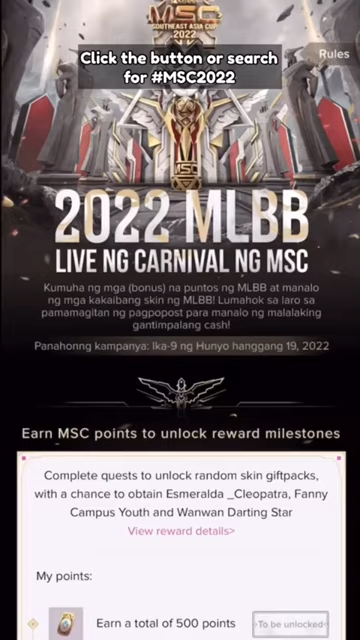 MSC
SOUTHEAST ASIA CUP
2022
Click the button or search
for #MSC2022
Rules
MSC
2022 MLBB
LIVE NG CARNIVAL NG MSC
Kumuha ng mga (bonus) na puntos ng MLBB at manalo
ng mga kakaibang skin ng MLBB! Lumahok sa laro sa
pamamagitan ng pagpopost para manalo ng malalaking
gantimpalang cash!
Panahonng kampanya: Ika-9 ng Hunyo hanggang 19, 2022
Earn MSC points to unlock reward milestones
Complete quests to unlock random skin giftpacks,
with a chance to obtain Esmeralda _Cleopatra, Fanny
Campus Youth and Wanwan Darting Star
View reward details>
My points:
Earn a total of 500 points
To be unlocked